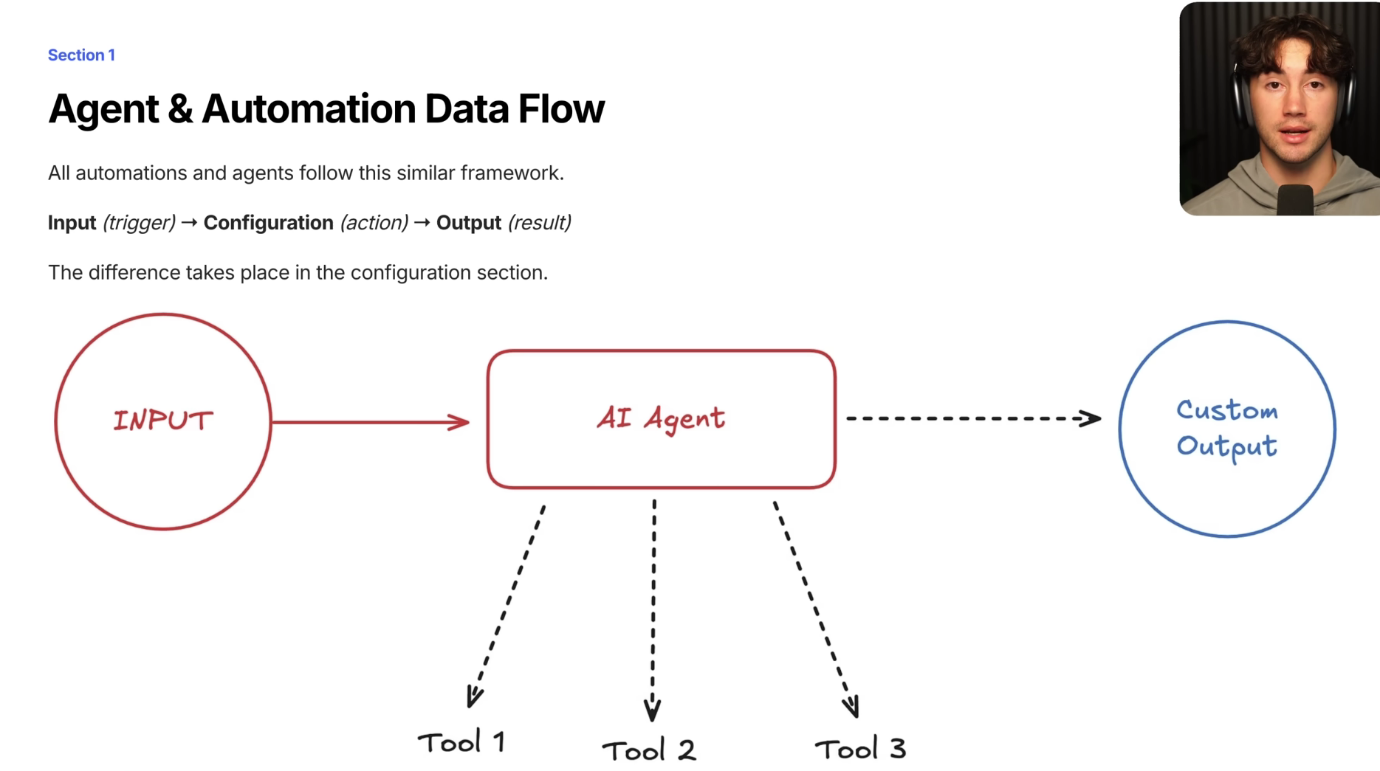 Section 1
Agent & Automation Data Flow
All automations and agents follow this similar framework.
Input (trigger) → Configuration (action) → Output (result)
The difference takes place in the configuration section.
INPUT
AI Agent
Custom
Output
Tool 1
Tool 2
Tool 3